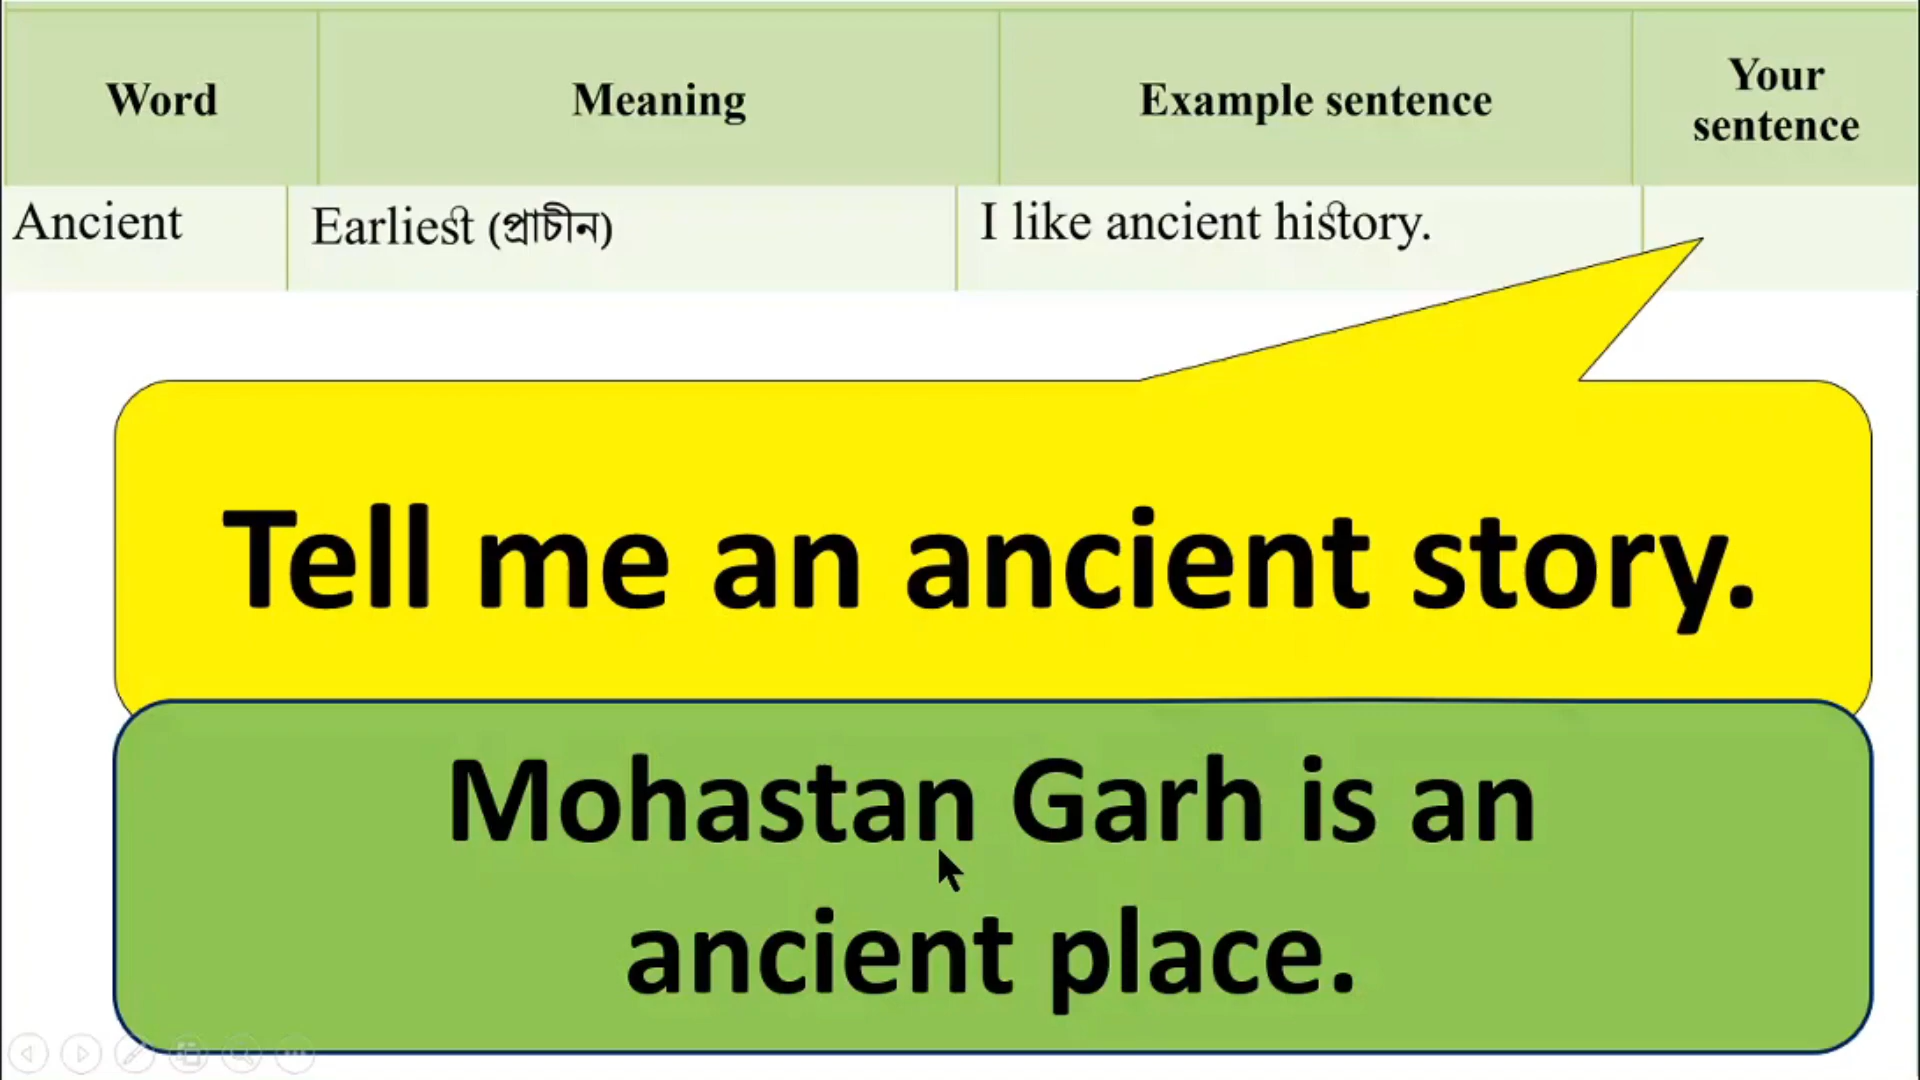 Word Meaning Example sentence Your sentence
Ancient Earliest (প্রাচীন) I like ancient history.
Tell me an ancient story.
Mohastan Garh is an
ancient place.